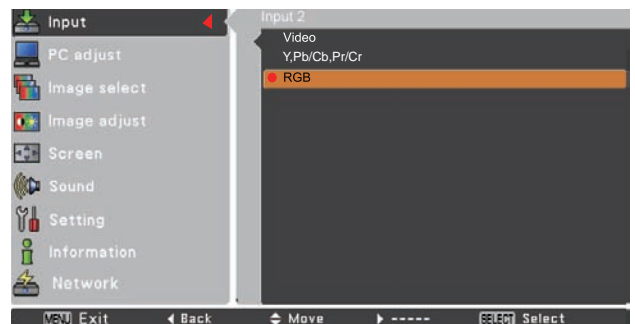 Input
PC adjust
Image select
Image adjust
Screen
Sound
Setting
Information
Network
Input 2
Video
Y,Pb/Cb,Pr/Cr
RGB
MENU Exit Back Move ----- SELECT Select